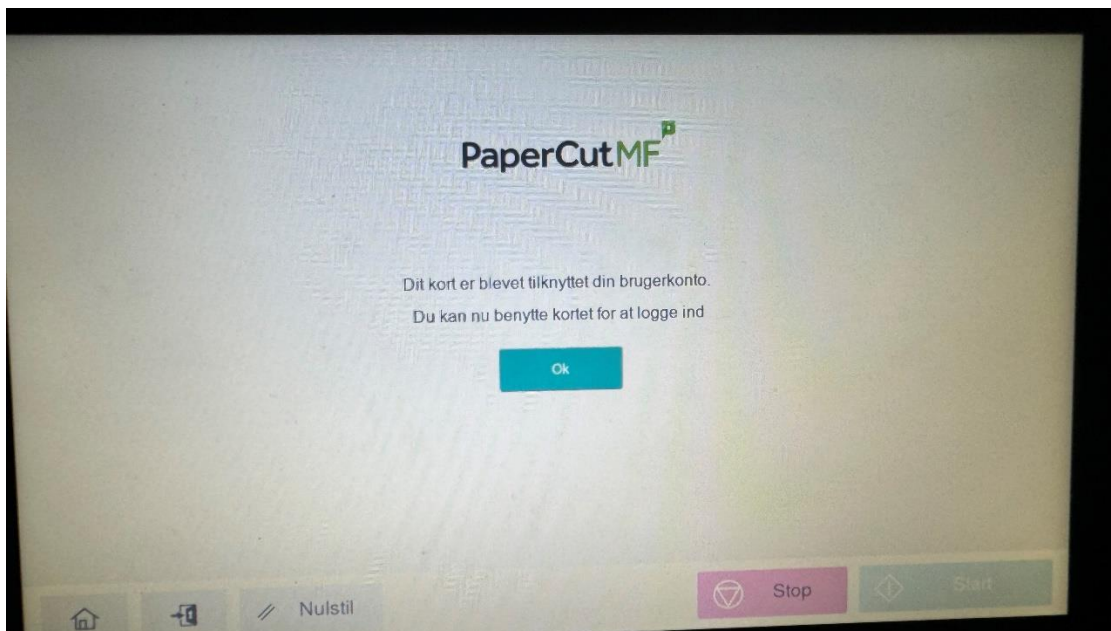 PaperCutMF
Dit kort er blevet tilknyttet din brugerkonto.
Du kan nu benytte kortet for at logge ind
Ok
Nulstil
Stop
Start